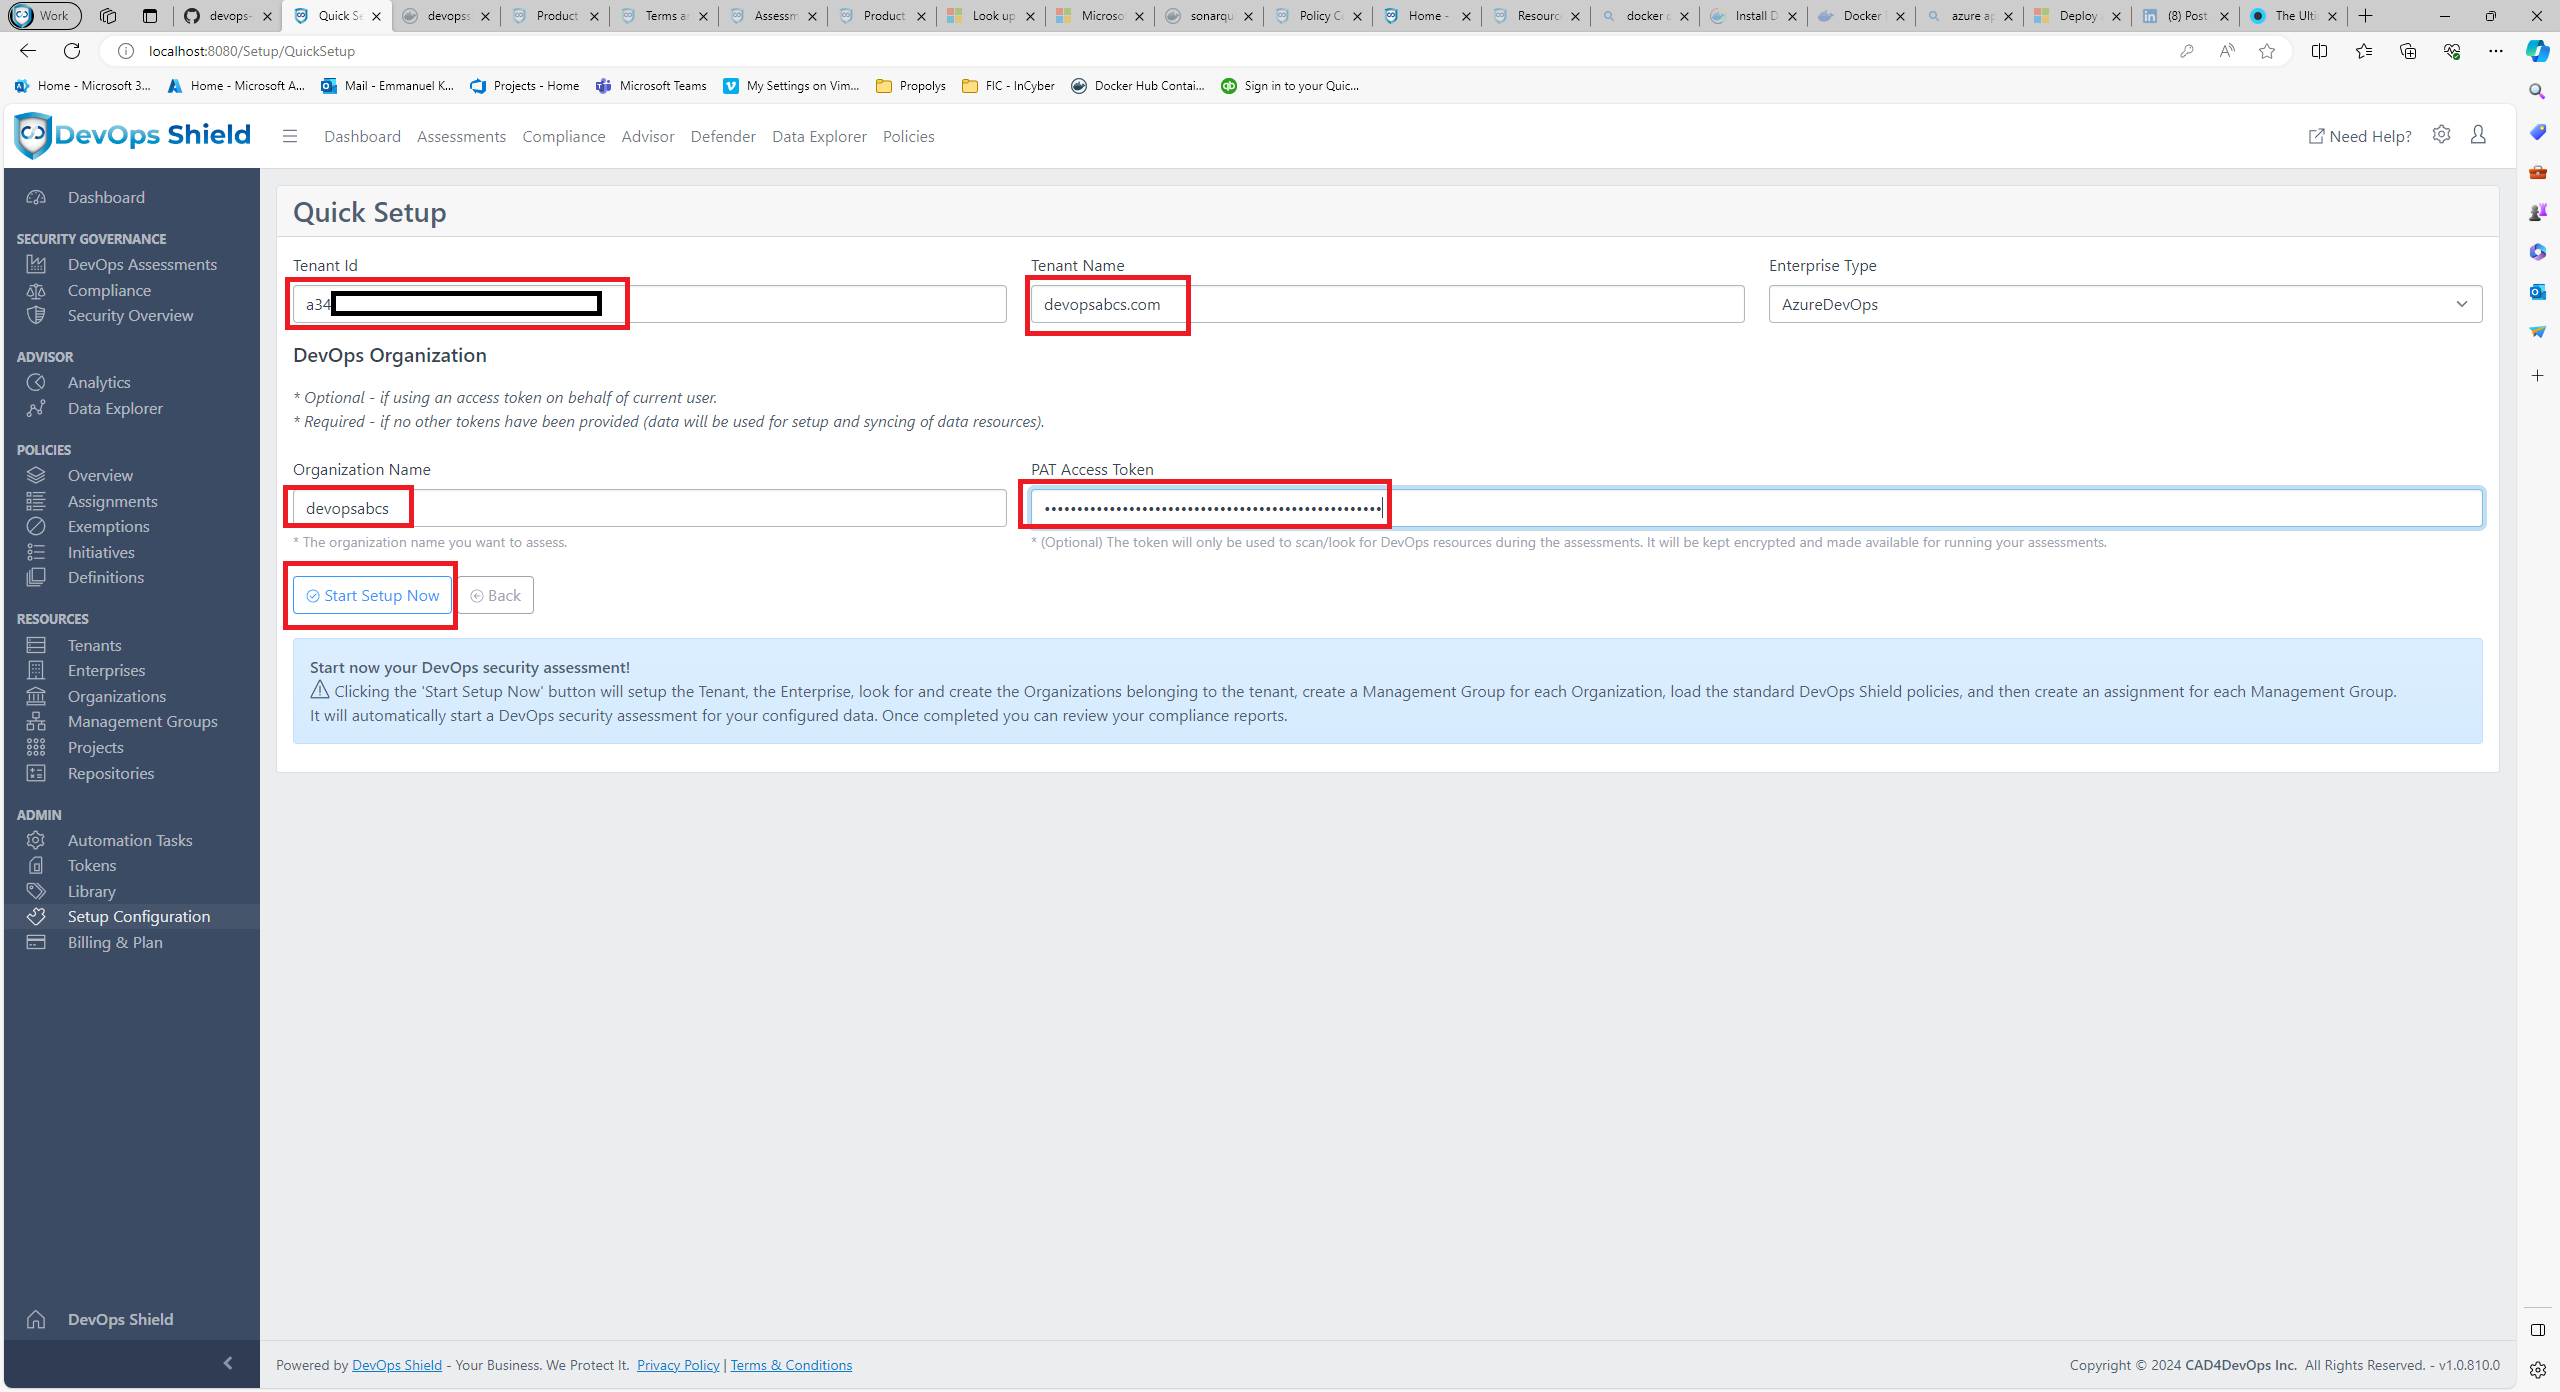 Work
devops-
Quick Se
devopss
Product
Terms ar
Assessm
Product
Look up
Microso
sonarqu
Policy C
Home -
Resourc
docker c
Install D
Docker
azure ap
Deploy
(8) Post
The Ulti
localhost:8080/Setup/QuickSetup
Home - Microsoft 3...
Home - Microsoft A...
Mail - Emmanuel K...
Projects - Home
Microsoft Teams
My Settings on Vim...
Propolys
FIC - InCyber
Docker Hub Contai...
Sign in to your Quic...
DevOps Shield
Dashboard
Assessments
Compliance
Advisor
Defender
Data Explorer
Policies
Need Help?
Dashboard
SECURITY GOVERNANCE
DevOps Assessments
Compliance
Security Overview
ADVISOR
Analytics
Data Explorer
POLICIES
Overview
Assignments
Exemptions
Initiatives
Definitions
RESOURCES
Tenants
Enterprises
Organizations
Management Groups
Projects
Repositories
ADMIN
Automation Tasks
Tokens
Library
Setup Configuration
Billing & Plan
DevOps Shield
Quick Setup
Tenant Id
Tenant Name
Enterprise Type
a34
devopsabcs.com
AzureDevOps
DevOps Organization
* Optional - if using an access token on behalf of current user.
* Required - if no other tokens have been provided (data will be used for setup and syncing of data resources).
Organization Name
PAT Access Token
devopsabcs
* The organization name you want to assess.
* (Optional) The token will only be used to scan/look for DevOps resources during the assessments. It will be kept encrypted and made available for running your assessments.
Start Setup Now
Back
Start now your DevOps security assessment!
Clicking the 'Start Setup Now' button will setup the Tenant, the Enterprise, look for and create the Organizations belonging to the tenant, create a Management Group for each Organization, load the standard DevOps Shield policies, and then create an assignment for each Management Group.
It will automatically start a DevOps security assessment for your configured data. Once completed you can review your compliance reports.
Powered by DevOps Shield - Your Business. We Protect It. Privacy Policy | Terms & Conditions
Copyright © 2024 CAD4DevOps Inc. All Rights Reserved. - v1.0.810.0